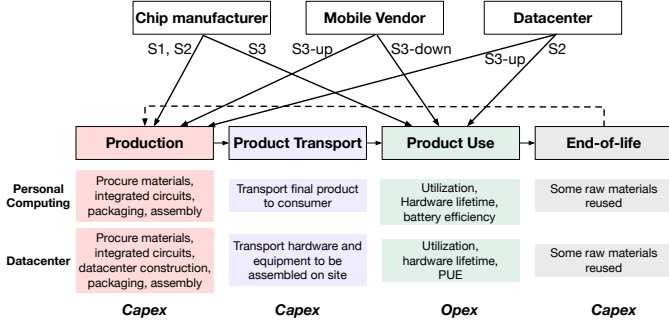 Chip manufacturer
Mobile Vendor
Datacenter
S1, S2
S3
S3-up
S3-down
S3-up
S2
Production
Product Transport
Product Use
End-of-life
Personal
Computing
Procure materials,
integrated circuits,
packaging, assembly
Transport final product
to consumer
Utilization,
Hardware lifetime,
battery efficiency
Some raw materials
reused
Datacenter
Procure materials,
integrated circuits,
datacenter construction,
packaging, assembly
Transport hardware and
equipment to be
assembled on site
Utilization,
hardware lifetime,
PUE
Some raw materials
reused
Capex
Capex
Opex
Capex